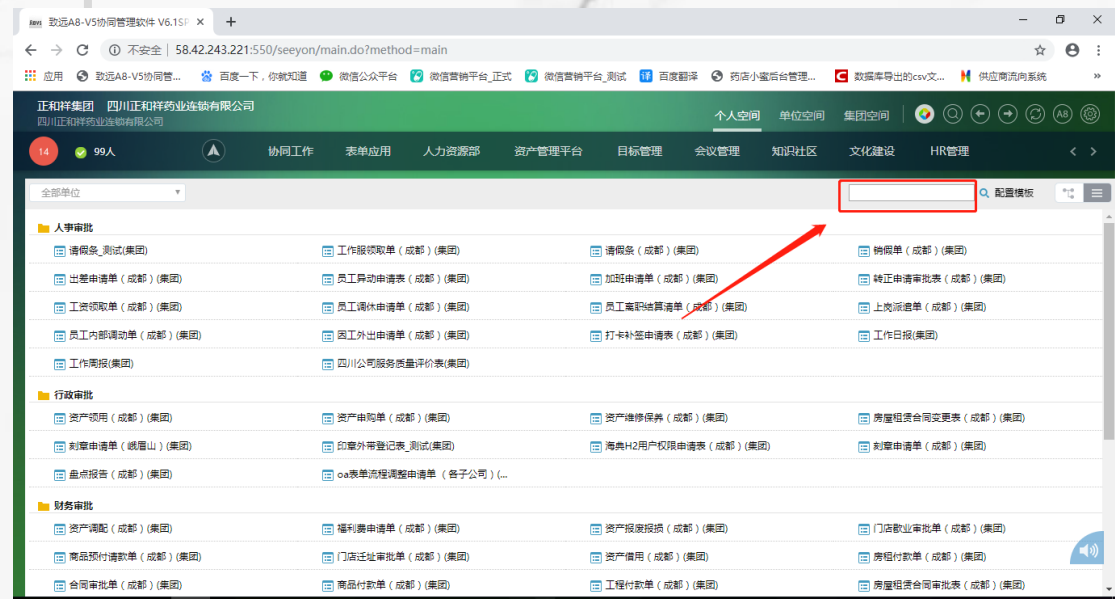 致远A8-V5协同管理软件 V6.1SP
不安全 58.42.243.221:550/seeyon/main.do?method=main
应用 致远A8-V5协同管... 百度一下，你就知道 微信公众平台 微信营销平台_正式 微信营销平台_测试 译 百度翻译 药店小蜜后台管理... 数据库导出的csv文... 供应商流向系统 »
正和祥集团 四川正和祥药业连锁有限公司
四川正和祥药业连锁有限公司
个人空间 单位空间 集团空间 A8
14 99人 协同工作 表单应用 人力资源部 资产管理平台 目标管理 会议管理 知识社区 文化建设 HR管理
全部单位 配置模板
人事审批
请假条_测试(集团) 工作服领取单（成都）(集团) 请假条（成都）(集团) 销假单（成都）(集团)
出差申请单（成都）(集团) 员工异动申请表（成都）(集团) 加班申请单（成都）(集团) 转正申请审批表（成都）(集团)
工资领取单（成都）(集团) 员工调休申请单（成都）(集团) 员工离职结算清单（成都）(集团) 上岗派遣单（成都）(集团)
员工内部调动单（成都）(集团) 因工外出申请单（成都）(集团) 打卡补签申请表（成都）(集团) 工作日报(集团)
工作周报(集团) 四川公司服务质量评价表(集团)
行政审批
资产领用（成都）(集团) 资产申购单（成都）(集团) 资产维修保养（成都）(集团) 房屋租赁合同变更表（成都）(集团)
刻章申请单（峨眉山）(集团) 印章外带登记表_测试(集团) 海典H2用户权限申请表（成都）(集团) 刻章申请单（成都）(集团)
盘点报告（成都）(集团) oa表单流程调整申请单 （各子公司）(...
财务审批
资产调配（成都）(集团) 福利费申请单（成都）(集团) 资产报废报损（成都）(集团) 门店歇业审批单（成都）(集团)
商品预付请款单（成都）(集团) 门店迁址审批单（成都）(集团) 资产借用（成都）(集团) 房租付款单（成都）(集团)
合同审批单（成都）(集团) 商品付款单（成都）(集团) 工程付款单（成都）(集团) 房屋租赁合同审批表（成都）(集团)